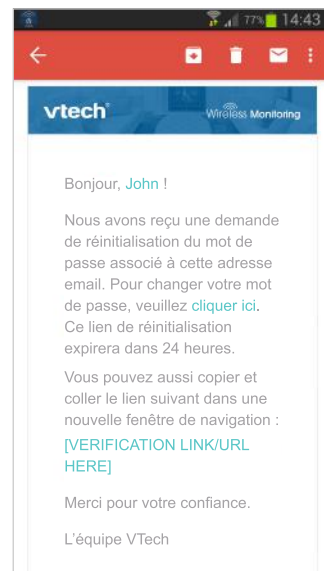 77% 14:43
vtech Wireless Monitoring
Bonjour, John !
Nous avons reçu une demande
de réinitialisation du mot de
passe associé à cette adresse
email. Pour changer votre mot
de passe, veuillez cliquer ici.
Ce lien de réinitialisation
expirera dans 24 heures.
Vous pouvez aussi copier et
coller le lien suivant dans une
nouvelle fenêtre de navigation :
[VERIFICATION LINK/URL
HERE]
Merci pour votre confiance.
L’équipe VTech